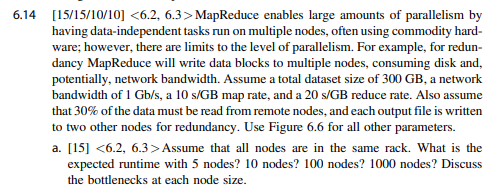 6.14 [15/15/10/10] <6.2, 6.3> MapReduce enables large amounts of parallelism by
having data-independent tasks run on multiple nodes, often using commodity hard-
ware; however, there are limits to the level of parallelism. For example, for redun-
dancy MapReduce will write data blocks to multiple nodes, consuming disk and,
potentially, network bandwidth. Assume a total dataset size of 300 GB, a network
bandwidth of 1 Gb/s, a 10 s/GB map rate, and a 20 s/GB reduce rate. Also assume
that 30% of the data must be read from remote nodes, and each output file is written
to two other nodes for redundancy. Use Figure 6.6 for all other parameters.
a. [15] <6.2, 6.3> Assume that all nodes are in the same rack. What is the
expected runtime with 5 nodes? 10 nodes? 100 nodes? 1000 nodes? Discuss
the bottlenecks at each node size.